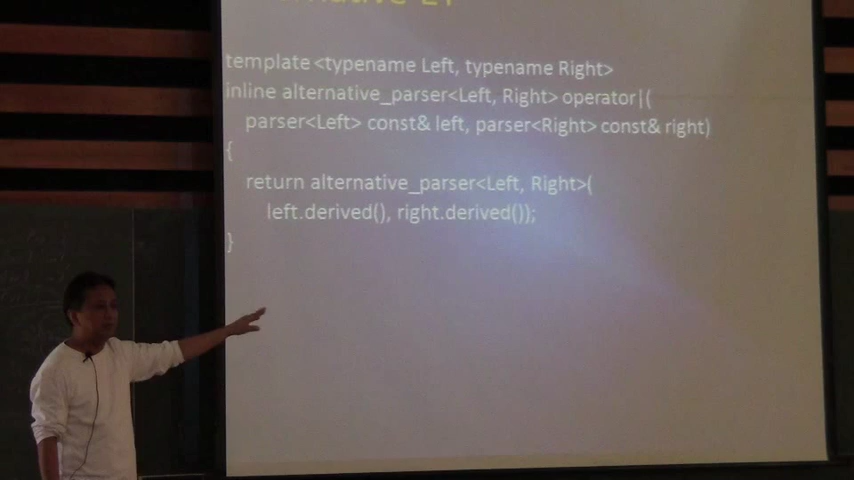 template <typename Left, typename Right>
inline alternative_parser<Left, Right> operator|(
parser<Left> const& left, parser<Right> const& right)
{
return alternative_parser<Left, Right>(
left.derived(), right.derived());
}